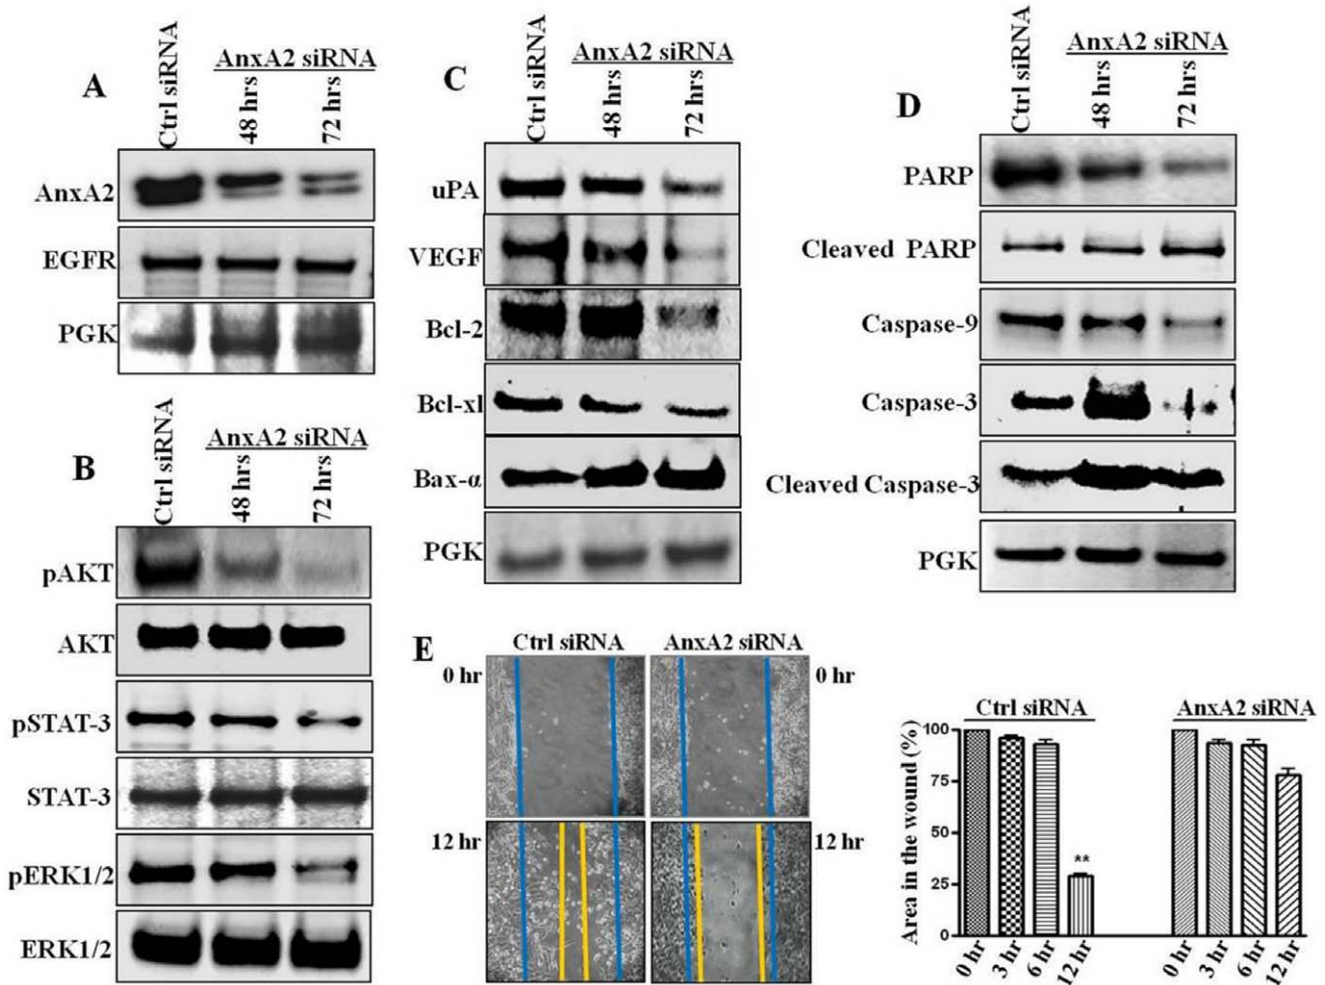 A
Ctrl siRNA
AnxA2 siRNA
48 hrs
72 hrs
AnxA2
EGFR
PGK
B
Ctrl siRNA
AnxA2 siRNA
48 hrs
72 hrs
pAKT
AKT
pSTAT-3
STAT-3
pERK1/2
ERK1/2
C
Ctrl siRNA
AnxA2 siRNA
48 hrs
72 hrs
uPA
VEGF
Bcl-2
Bcl-xl
Bax-α
PGK
D
Ctrl siRNA
AnxA2 siRNA
48 hrs
72 hrs
PARP
Cleaved PARP
Caspase-9
Caspase-3
Cleaved Caspase-3
PGK
E
Ctrl siRNA
AnxA2 siRNA
0 hr
0 hr
12 hr
12 hr
Ctrl siRNA
AnxA2 siRNA
Area in the wound (%)
100
75
50
25
0
**
0 hr
3 hr
6 hr
12 hr
0 hr
3 hr
6 hr
12 hr